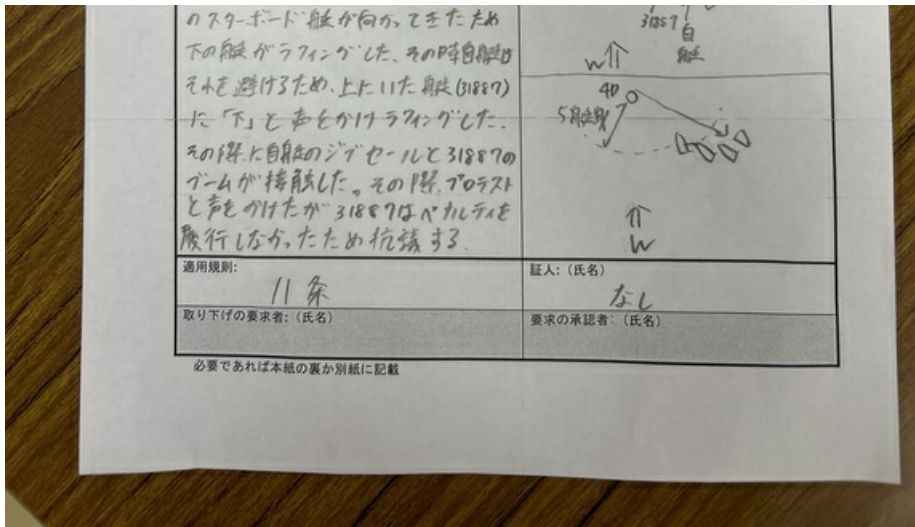 のスターボード艇が向かってきたため
下の艇がラフィングした、その時自艇は
それを避けるため、上にいた艇(31887)
に「下」と声をかけラフィングした.
その際に自艇のジブセールと31887の
ブームが接触した。その際、プロテスト
と声をかけたが31887はペナルティを
履行しなかったため抗議する.
31887
自艇
W
5艇身
W
適用規則:
11条
証人:(氏名)
なし
取り下げの要求者:(氏名)
要求の承認者:(氏名)
必要であれば本紙の裏か別紙に記載